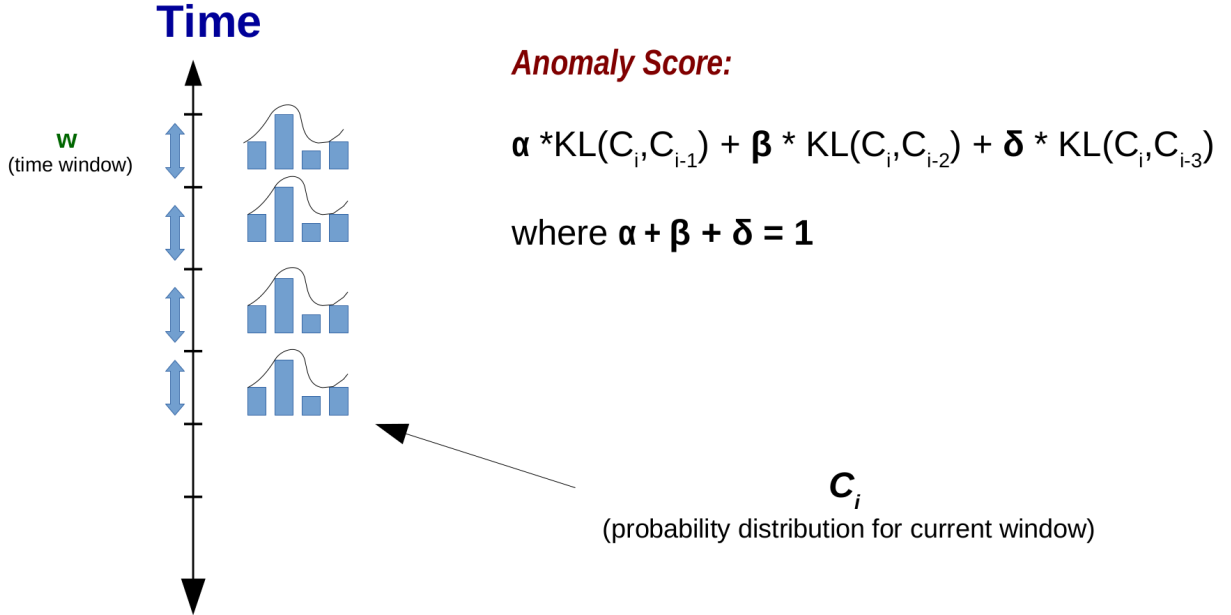 Time
Anomaly Score:
w
(time window)
α *KL(Cᵢ,Cᵢ₋₁) + β * KL(Cᵢ,Cᵢ₋₂) + δ * KL(Cᵢ,Cᵢ₋₃)
where α + β + δ = 1
Cᵢ
(probability distribution for current window)